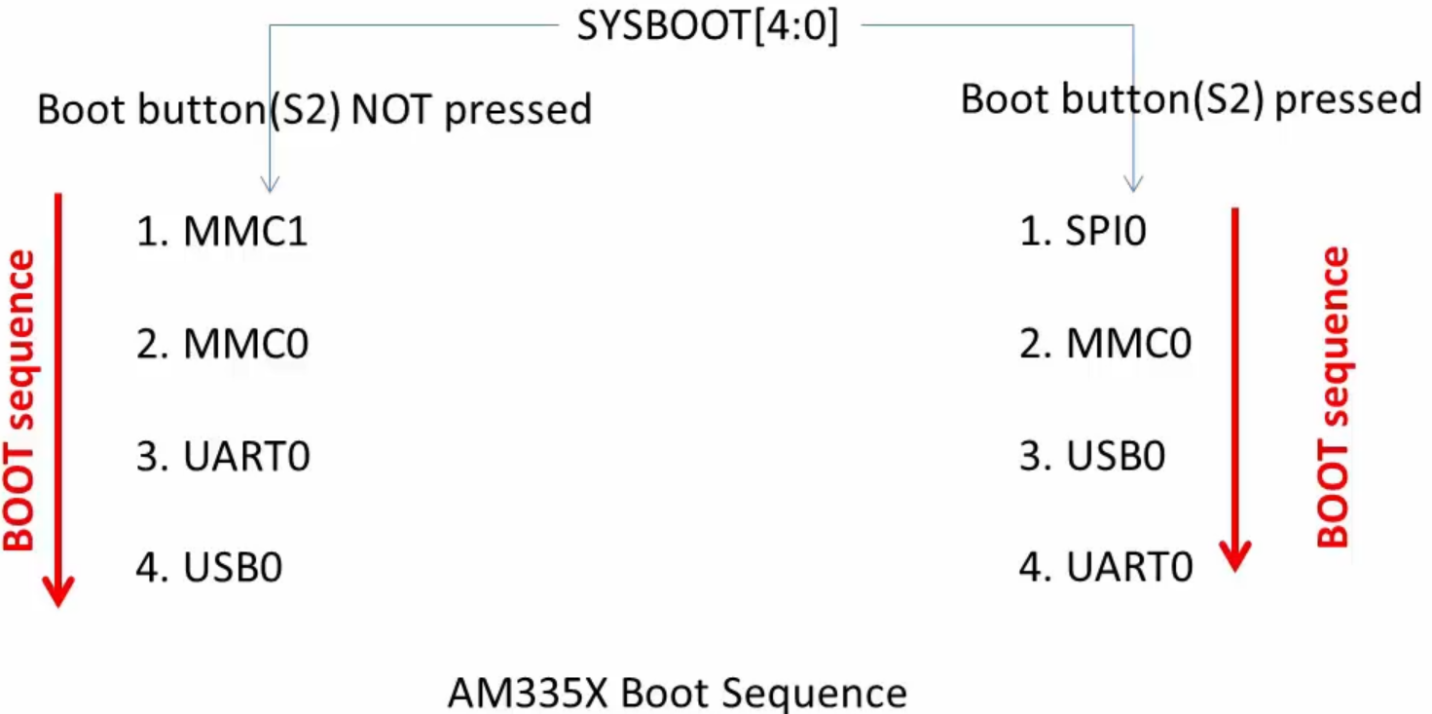 SYSBOOT[4:0]
Boot button(S2) NOT pressed
Boot button(S2) pressed
BOOT sequence
1. MMC1
2. MMC0
3. UART0
4. USB0
1. SPI0
2. MMC0
3. USB0
4. UART0
BOOT sequence
AM335X Boot Sequence